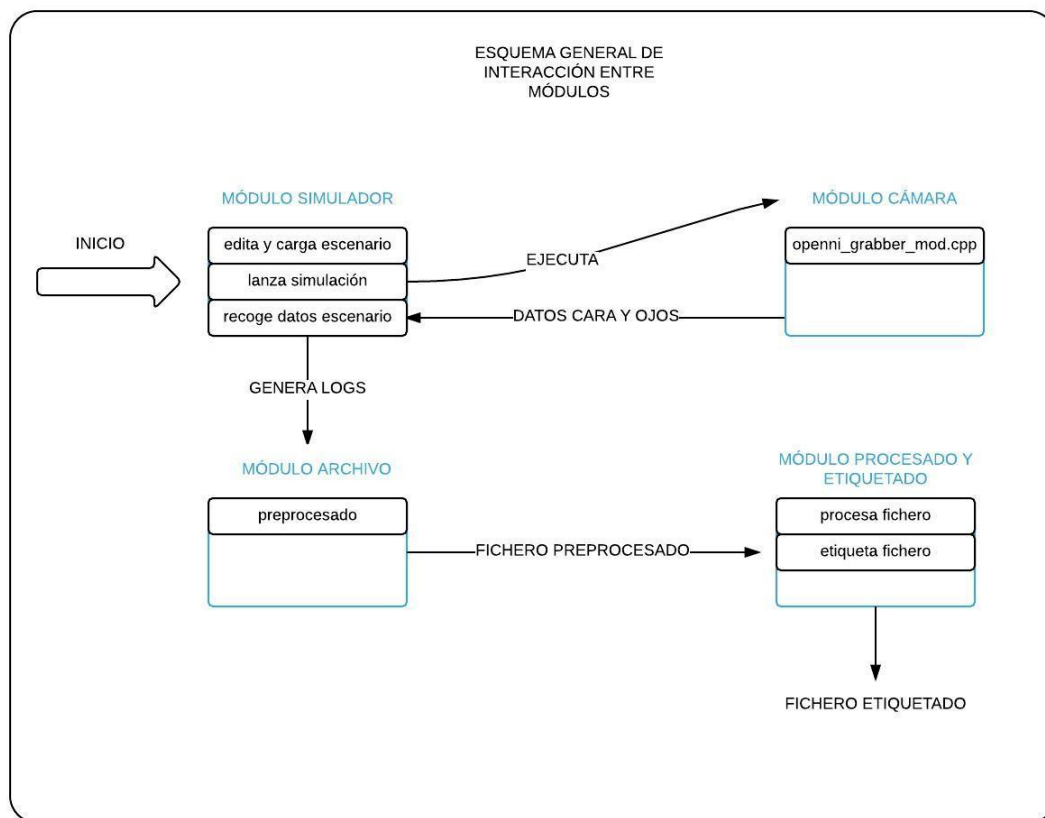 ESQUEMA GENERAL DE
INTERACCIÓN ENTRE
MÓDULOS
MÓDULO SIMULADOR
MÓDULO CÁMARA
INICIO
edita y carga escenario
lanza simulación
recoge datos escenario
EJECUTA
openni_grabber_mod.cpp
DATOS CARA Y OJOS
GENERA LOGS
MÓDULO ARCHIVO
preprocesado
FICHERO PREPROCESADO
MÓDULO PROCESADO Y
ETIQUETADO
procesa fichero
etiqueta fichero
FICHERO ETIQUETADO